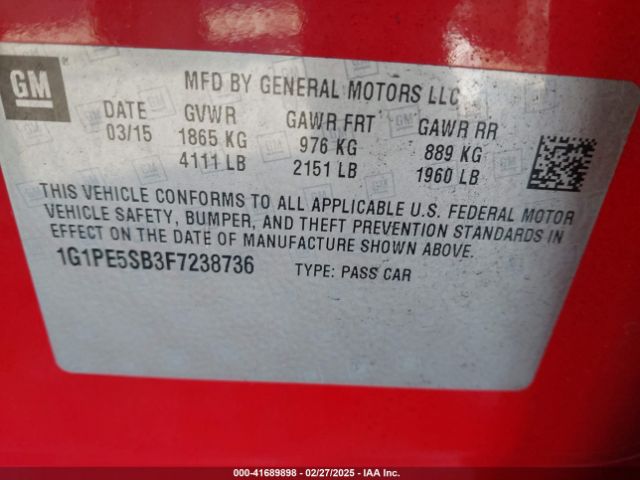 GM
MFD BY GENERAL MOTORS LLC
DATE GVWR GAWR FRT GAWR RR
03/15 1865 KG 976 KG 889 KG
4111 LB 2151 LB 1960 LB
THIS VEHICLE CONFORMS TO ALL APPLICABLE U.S. FEDERAL MOTOR
VEHICLE SAFETY, BUMPER, AND THEFT PREVENTION STANDARDS IN
EFFECT ON THE DATE OF MANUFACTURE SHOWN ABOVE.
1G1PE5SB3F7238736 TYPE: PASS CAR
000-41689898 - 02/27/2025 - IAAI.CA